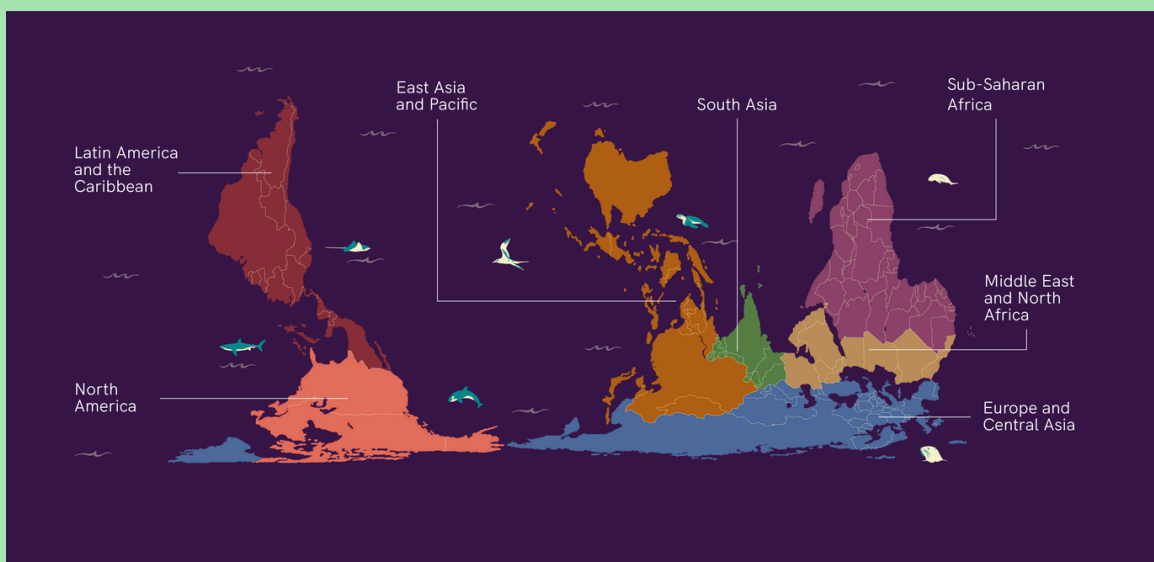 East Asia
and Pacific
South Asia
Sub-Saharan
Africa
Latin America
and the
Caribbean
Middle East
and North
Africa
North
America
Europe and
Central Asia